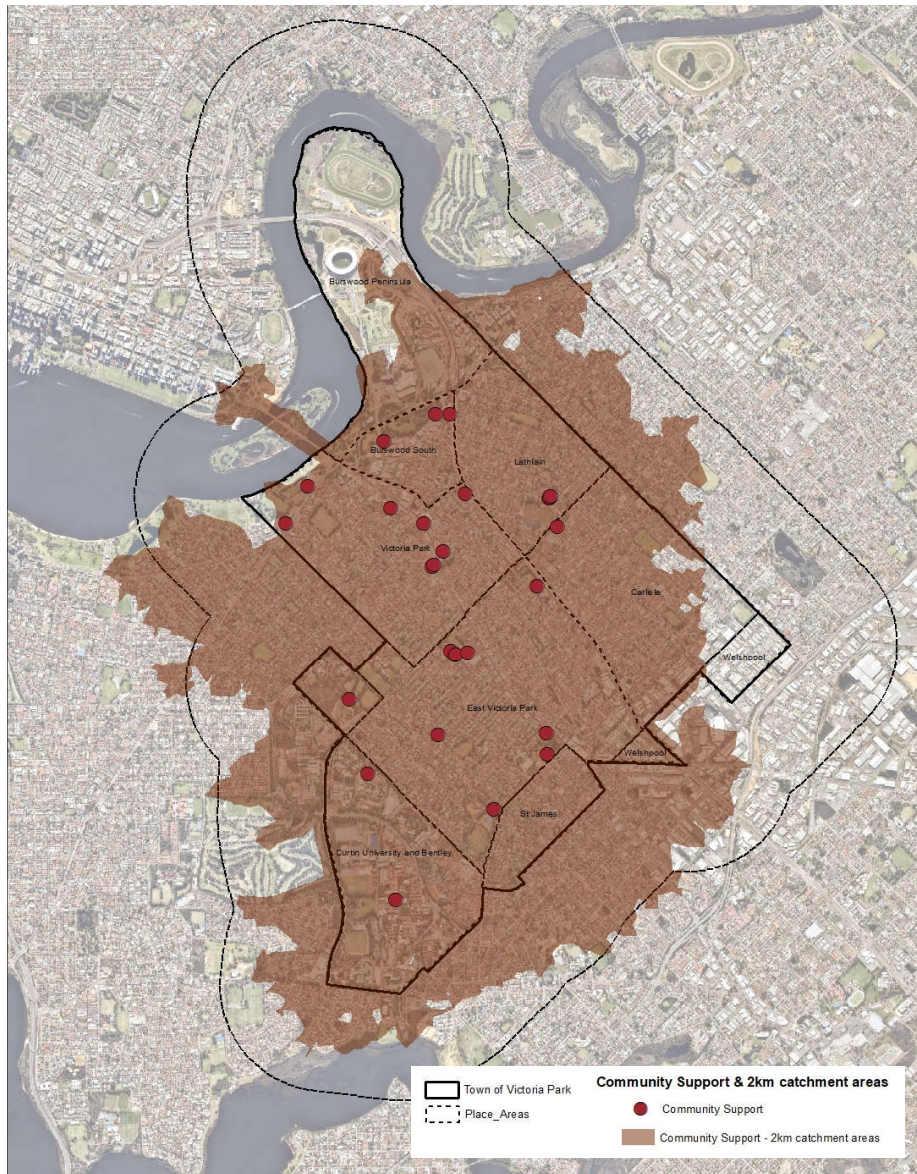 Burswood Peninsula
Burswood South
Lathlain
Victoria Park
Carlisle
Welshpool
East Victoria Park
Welshpool
St James
Curtin University and Bentley
Town of Victoria Park
Place_Areas
Community Support & 2km catchment areas
Community Support
Community Support - 2km catchment areas